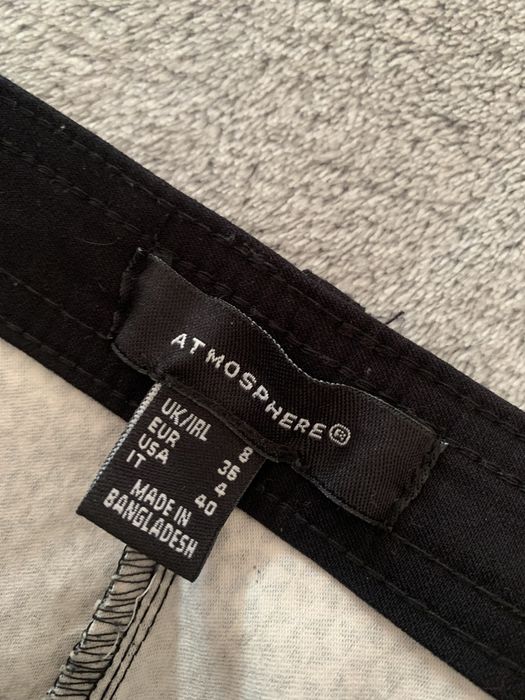 ATMOSPHERE®
UK/IRL 8
EUR 36
USA 4
IT 40
MADE IN
BANGLADESH